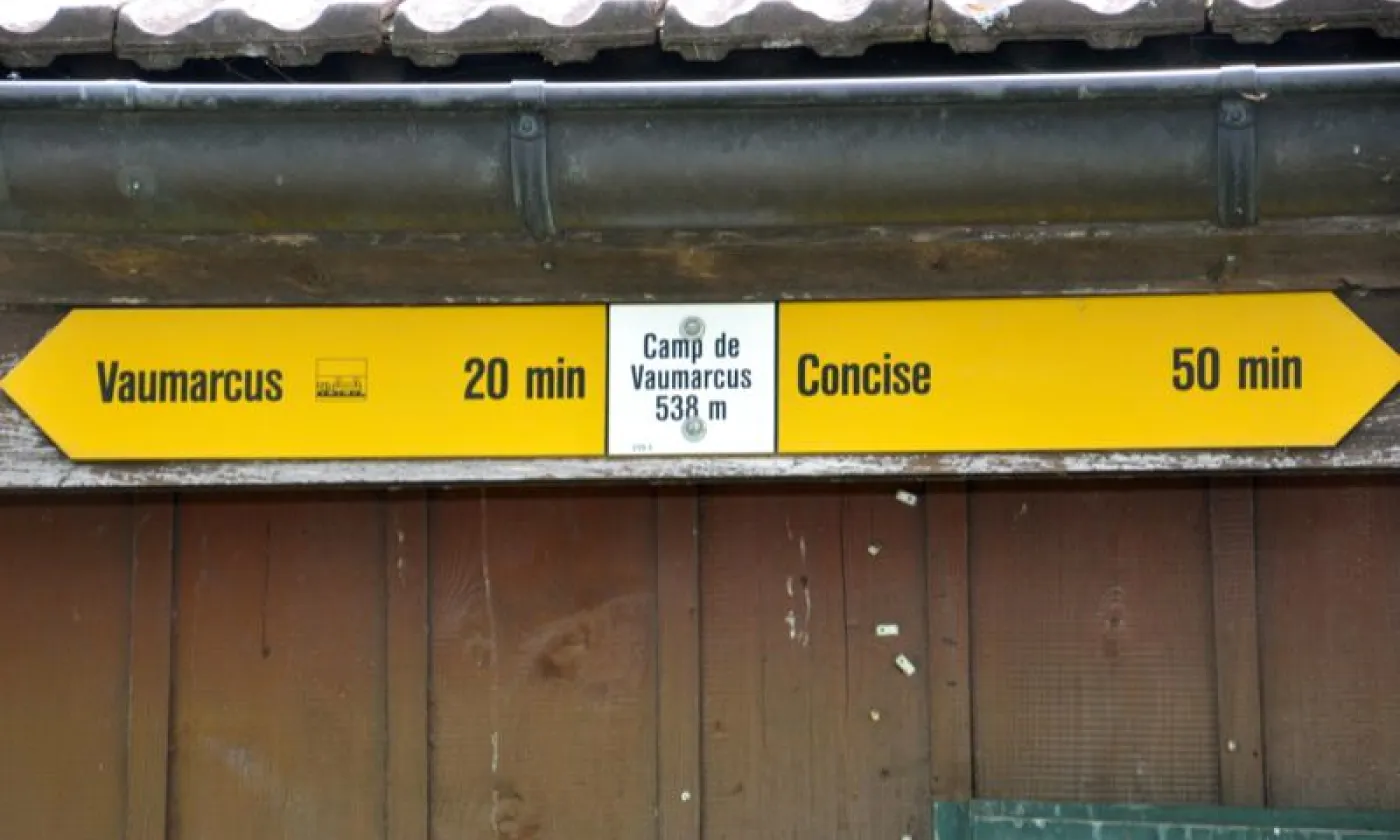 Vaumarcus 20 min
Camp de
Vaumarcus
538 m
Concise 50 min